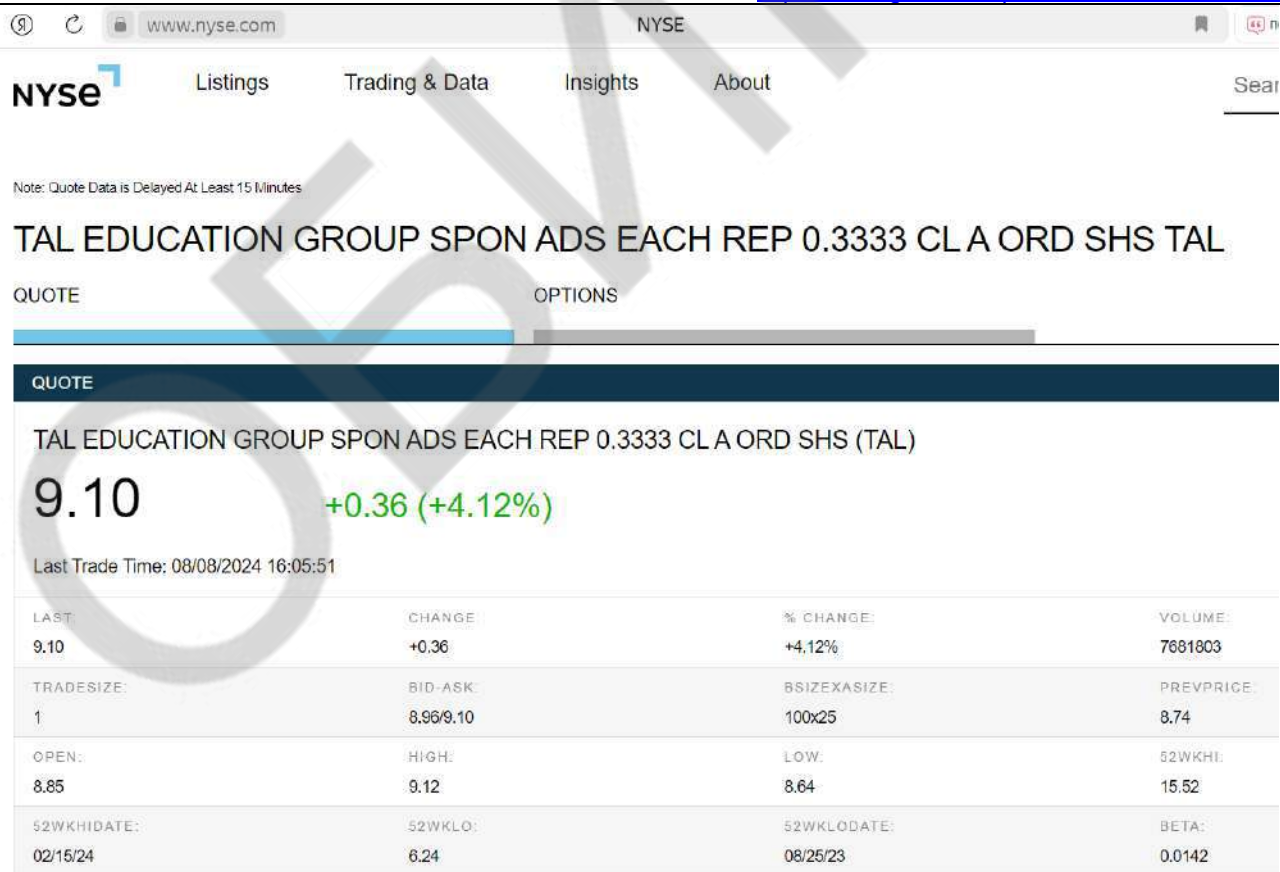 www.nyse.com NYSE
NYSE Listings Trading & Data Insights About Sear
Note: Quote Data is Delayed At Least 15 Minutes
TAL EDUCATION GROUP SPON ADS EACH REP 0.3333 CL A ORD SHS TAL
QUOTE OPTIONS
QUOTE
TAL EDUCATION GROUP SPON ADS EACH REP 0.3333 CL A ORD SHS (TAL)
9.10 +0.36 (+4.12%)
Last Trade Time: 08/08/2024 16:05:51
LAST: CHANGE: % CHANGE: VOLUME:
9.10 +0.36 +4.12% 7681803
TRADESIZE: BID-ASK: BSIZEXASIZE: PREVPRICE:
1 8.96/9.10 100x25 8.74
OPEN: HIGH: LOW: 52WKHI:
8.85 9.12 8.64 15.52
52WKHIDATE: 52WKLO: 52WKLODATE: BETA:
02/15/24 6.24 08/25/23 0.0142